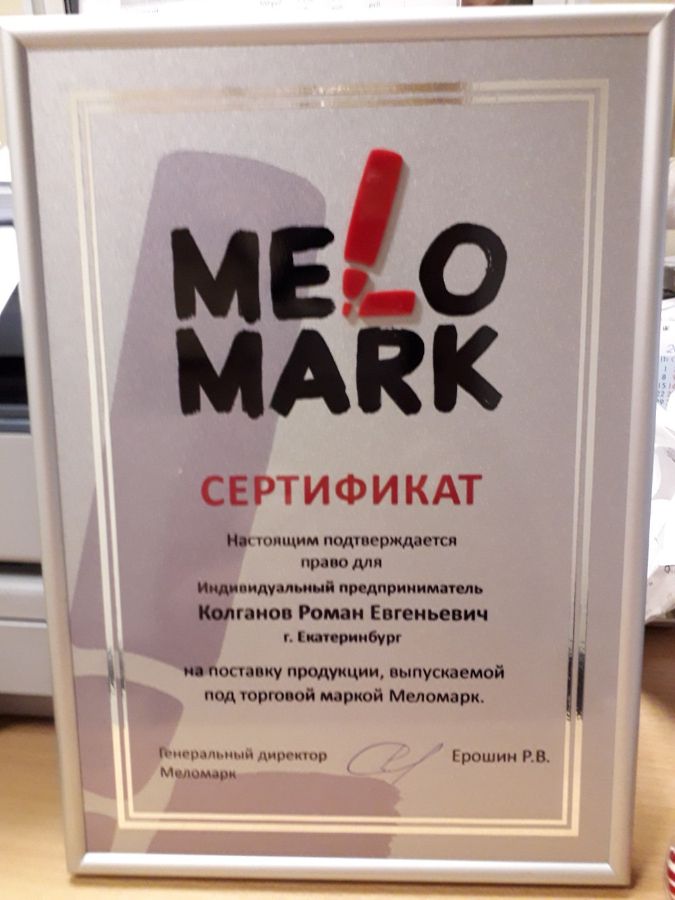 MELO
MARK
СЕРТИФИКАТ
Настоящим подтверждается
право для
Индивидуальный предприниматель
Колганов Роман Евгеньевич
г. Екатеринбург
на поставку продукции, выпускаемой
под торговой маркой Меломарк.
Генеральный директор
Меломарк
Ерошин Р.В.